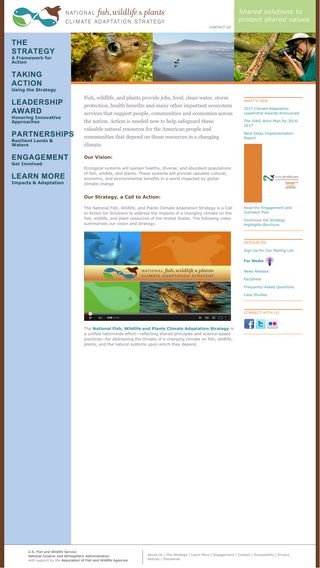 NATIONAL fish, wildlife & plants
CLIMATE ADAPTATION STRATEGY
CONTACT US
Shared solutions to
protect shared values
THE
STRATEGY
A Framework for
Action
TAKING
ACTION
Using the Strategy
LEADERSHIP
AWARD
Honoring Innovative
Approaches
PARTNERSHIPS
Resilient Lands &
Waters
ENGAGEMENT
Get Involved
LEARN MORE
Impacts & Adaptation
Fish, wildlife, and plants provide jobs, food, clean water, storm
protection, health benefits and many other important ecosystem
services that support people, communities and economies across
the nation. Action is needed now to help safeguard these
valuable natural resources for the American people and
communities that depend on those resources in a changing
climate.
Our Vision:
Ecological systems will sustain healthy, diverse, and abundant populations
of fish, wildlife, and plants. These systems will provide valuable cultural,
economic, and environmental benefits in a world impacted by global
climate change
Our Strategy, a Call to Action:
The National Fish, Wildlife, and Plants Climate Adaptation Strategy is a Call
to Action for Solutions to address the impacts of a changing climate on the
fish, wildlife, and plant resources of the United States. The following video
summarizes our vision and strategy.
NATIONAL fish, wildlife & plants
CLIMATE ADAPTATION STRATEGY
The National Fish, Wildlife and Plants Climate Adaptation Strategy is
a unified nationwide effort—reflecting shared principles and science-based
practices—for addressing the threats of a changing climate on fish, wildlife,
plants, and the natural systems upon which they depend.
WHAT'S NEW
2017 Climate Adaptation
Leadership Awards Announced
The JIWG Work Plan for 2016-
2017
Next Steps Implementation
Report
Read the Engagement and
Outreach Plan
Download the Strategy
Highlights Brochure
RESOURCES
Sign Up for Our Mailing List
For Media
News Release
Factsheet
Frequently Asked Questions
Case Studies
CONNECT WITH US
U.S. Fish and Wildlife Service
National Oceanic and Atmospheric Administration
with support by the Association of Fish and Wildlife Agencies
About Us | The Strategy | Learn More | Engagement | Contact | Accessibility | Privacy
Notices | Disclaimer